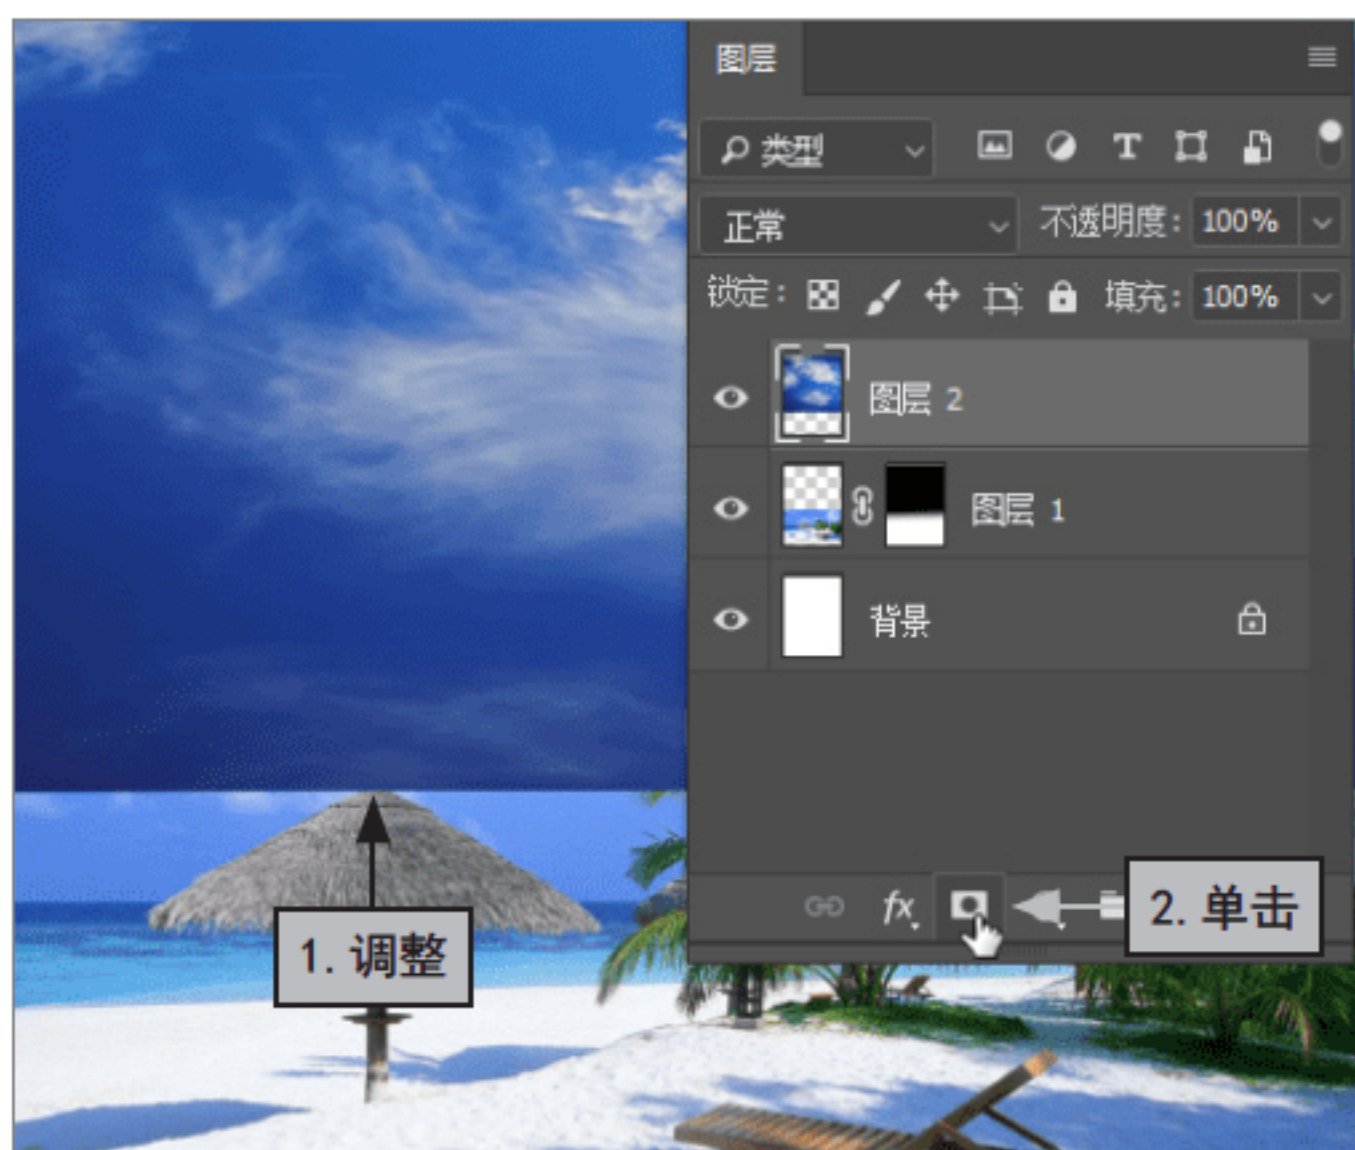 图层
类型
正常 不透明度: 100%
锁定: 填充: 100%
图层 2
图层 1
背景
fx
2. 单击
1. 调整